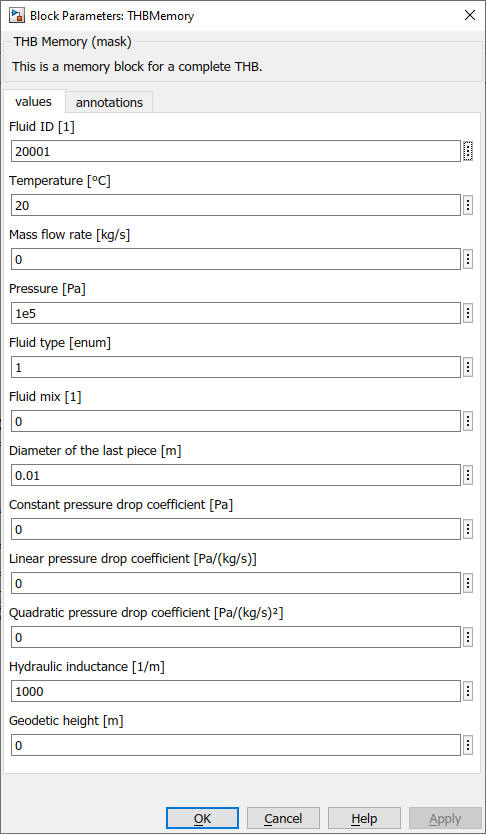 Block Parameters: THBMemory
THB Memory (mask)
This is a memory block for a complete THB.
values annotations
Fluid ID [1]
20001
Temperature [°C]
20
Mass flow rate [kg/s]
0
Pressure [Pa]
1e5
Fluid type [enum]
1
Fluid mix [1]
0
Diameter of the last piece [m]
0.01
Constant pressure drop coefficient [Pa]
0
Linear pressure drop coefficient [Pa/(kg/s)]
0
Quadratic pressure drop coefficient [Pa/(kg/s)²]
0
Hydraulic inductance [1/m]
1000
Geodetic height [m]
0
OK Cancel Help Apply